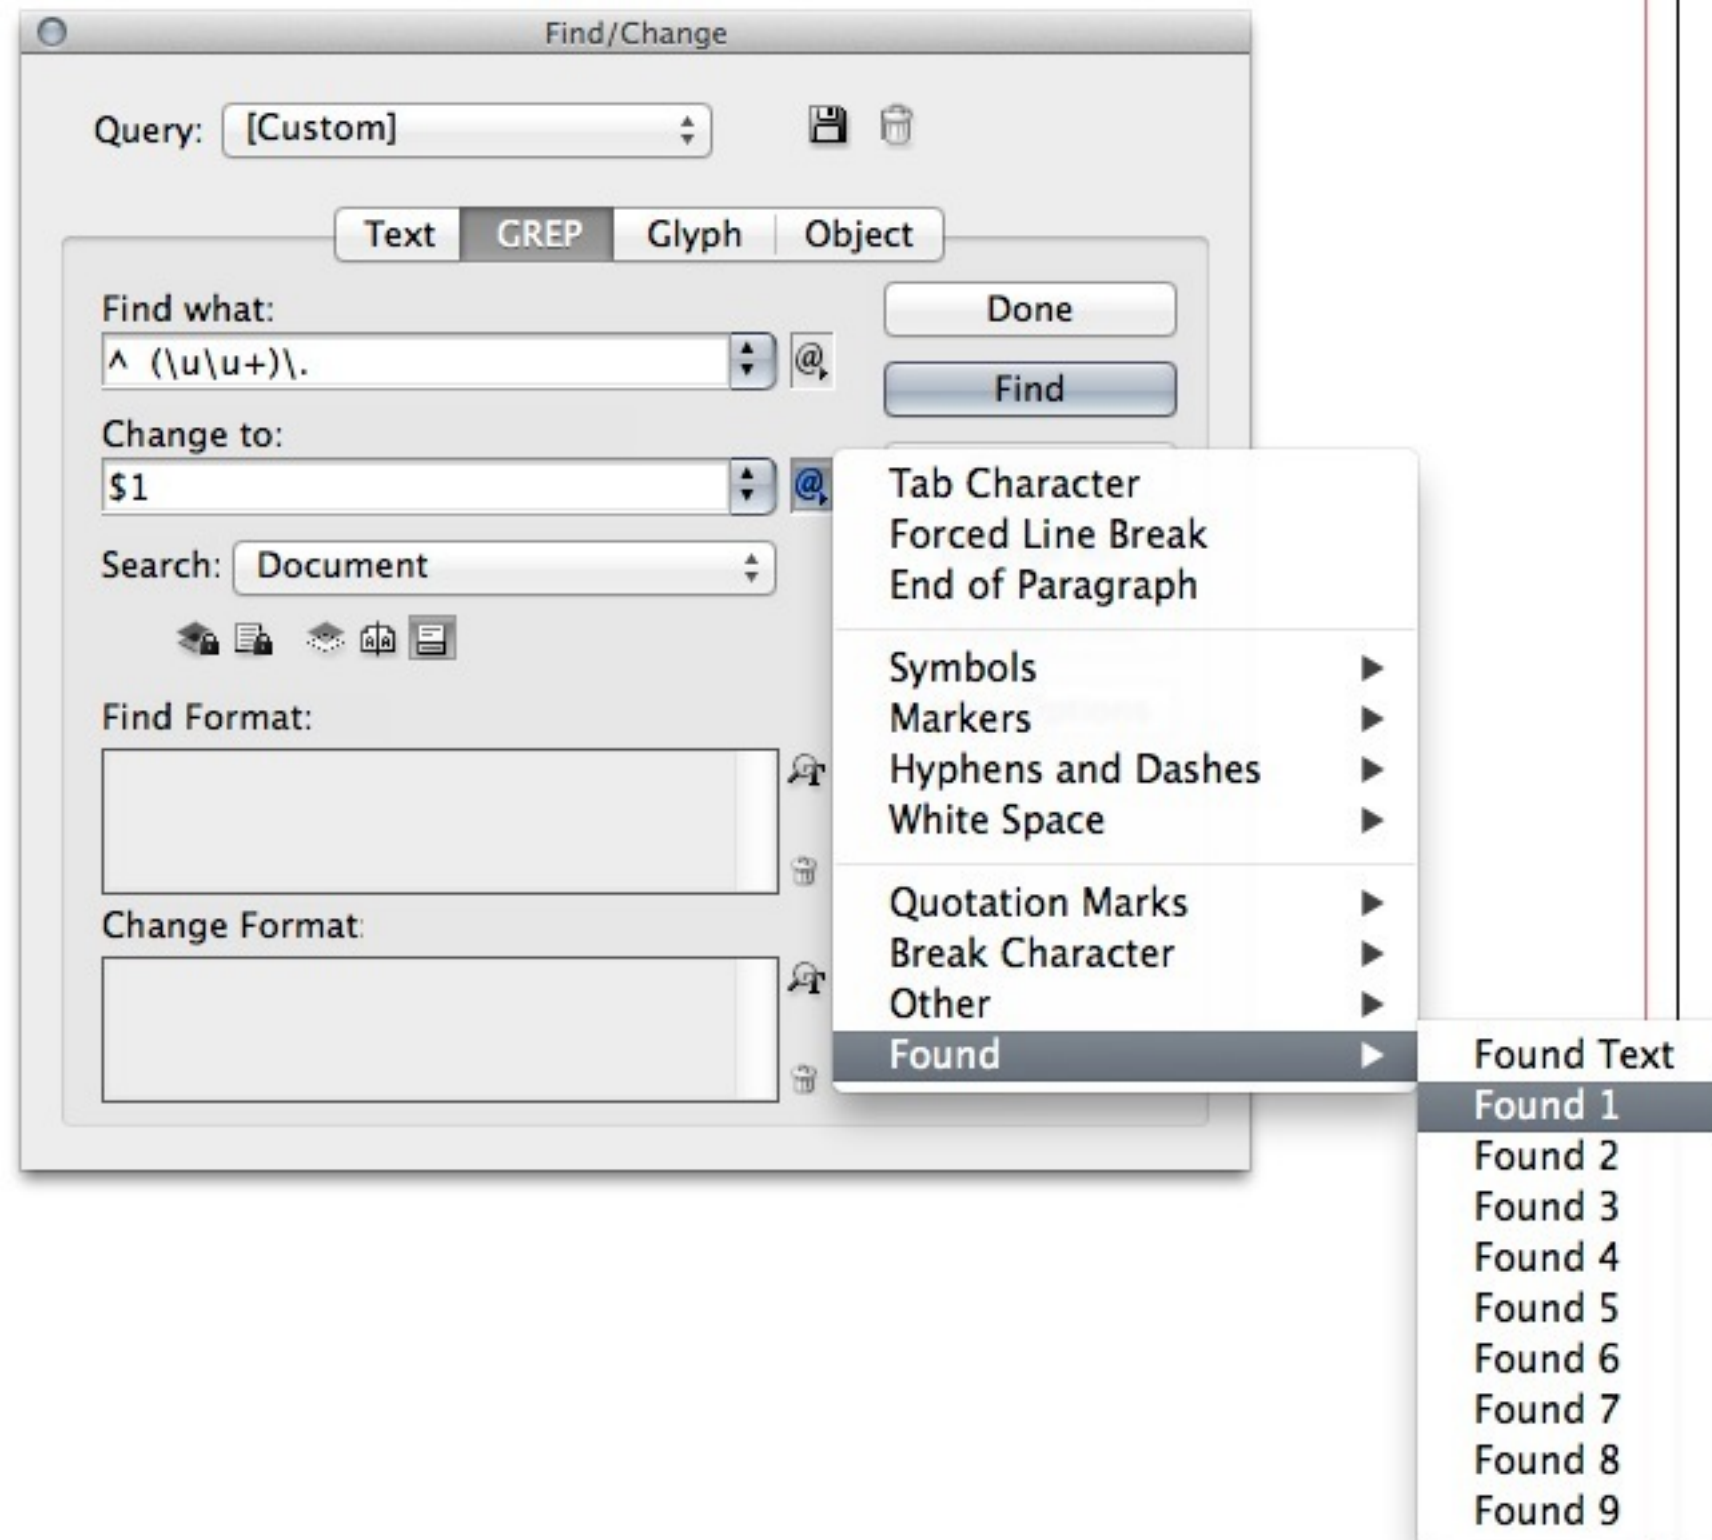 Find/Change
Query: [Custom]
Text GREP Glyph Object
Find what:
^ (\u\u+)\.
@
Done
Find
Change to:
$1
@
Search: Document
Find Format:
Change Format:
Tab Character
Forced Line Break
End of Paragraph
Symbols
Markers
Hyphens and Dashes
White Space
Quotation Marks
Break Character
Other
Found
Found Text
Found 1
Found 2
Found 3
Found 4
Found 5
Found 6
Found 7
Found 8
Found 9